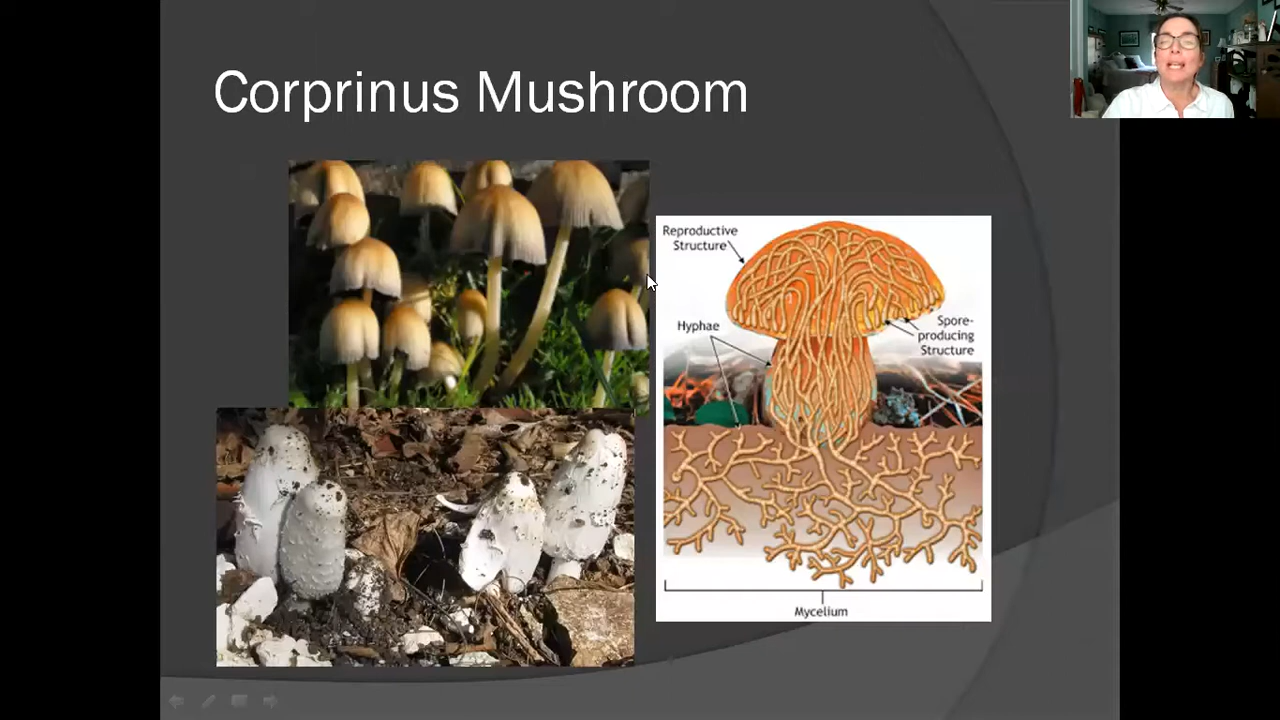 Corprinus Mushroom
Reproductive
Structure
Hyphae
Spore-
producing
Structure
Mycelium